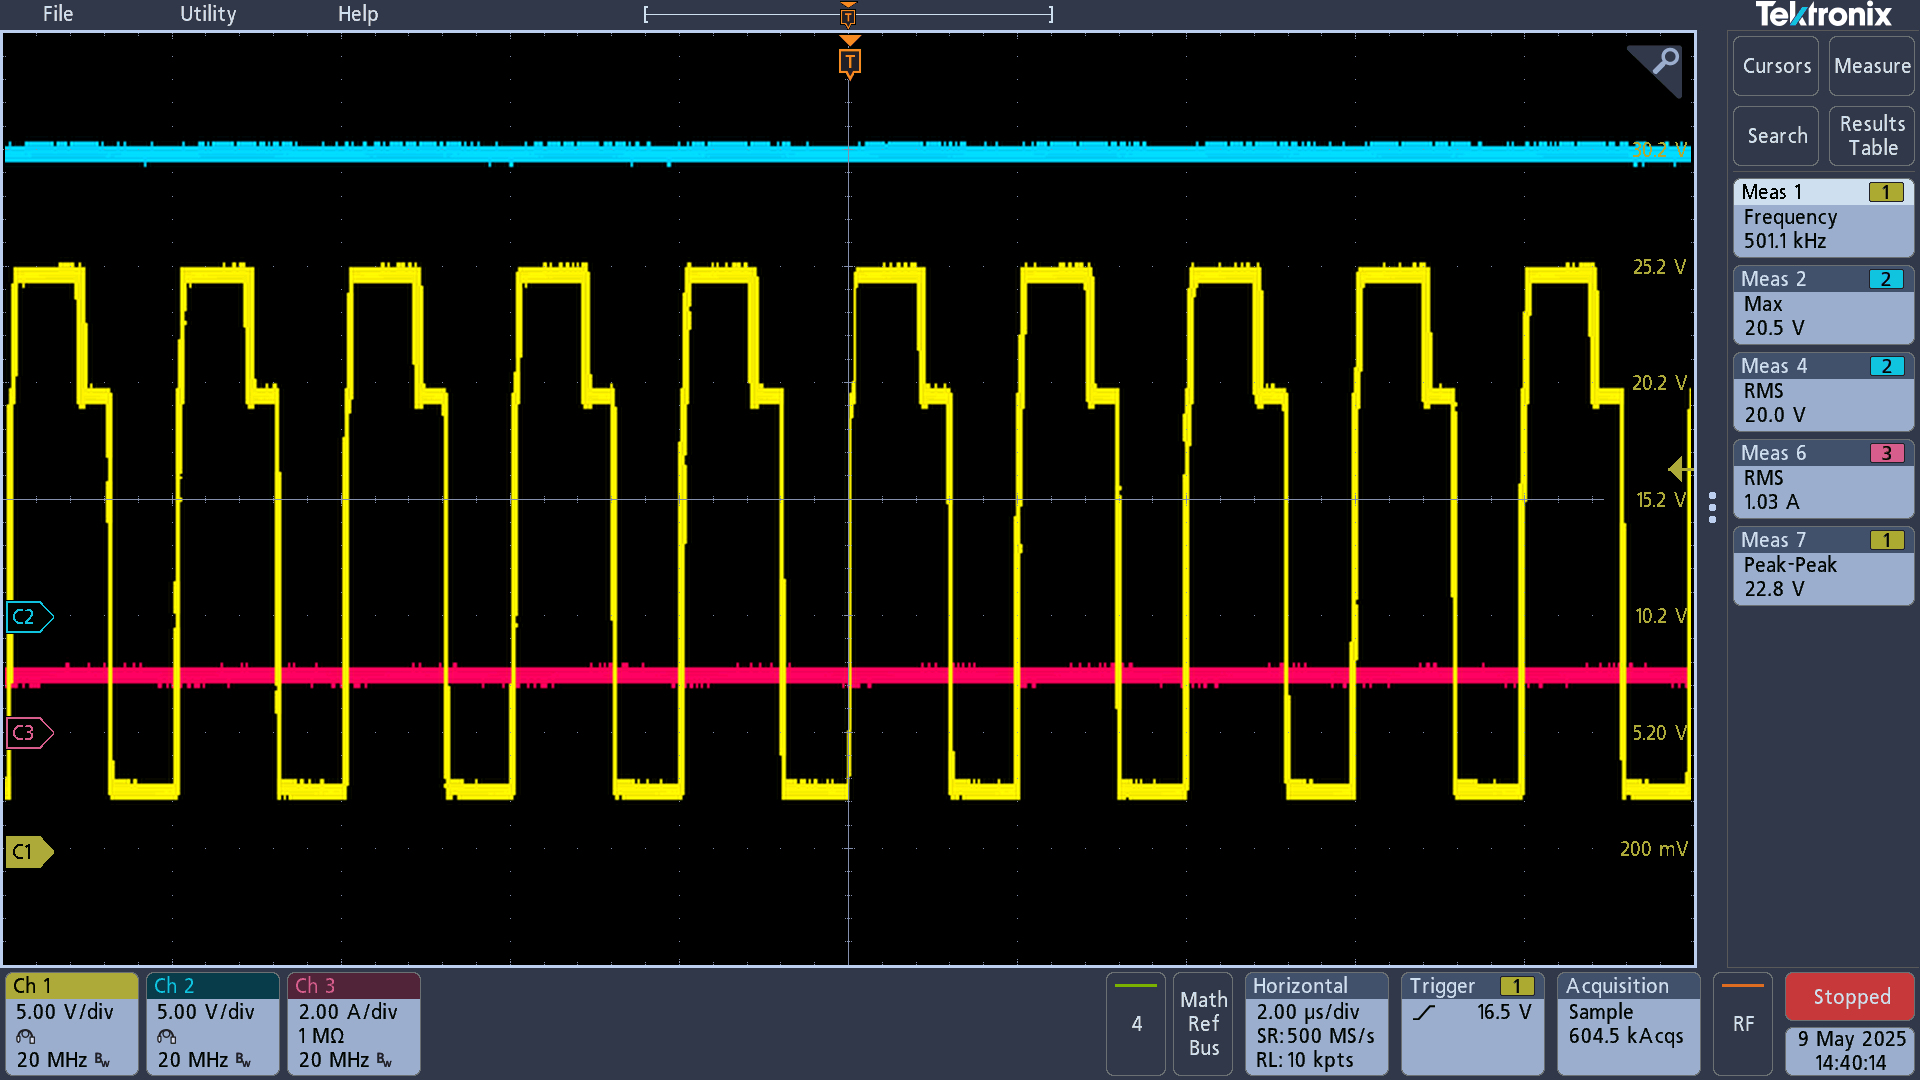 File Utility Help
T
Tektronix
T
Cursors Measure
Search Results Table
30.2 V
Meas 1 1
Frequency
501.1 kHz
25.2 V
Meas 2 2
Max
20.5 V
Meas 4 2
RMS
20.0 V
20.2 V
Meas 6 3
RMS
1.03 A
15.2 V
Meas 7 1
Peak-Peak
22.8 V
C2
10.2 V
C3
5.20 V
C1
200 mV
Ch 1
5.00 V/div
20 MHz Bw
Ch 2
5.00 V/div
20 MHz Bw
Ch 3
2.00 A/div
1 MΩ
20 MHz Bw
4
Math
Ref
Bus
Horizontal
2.00 µs/div
SR: 500 MS/s
RL: 10 kpts
Trigger 1
16.5 V
Acquisition
Sample
604.5 kAcqs
RF
Stopped
9 May 2025
14:40:14